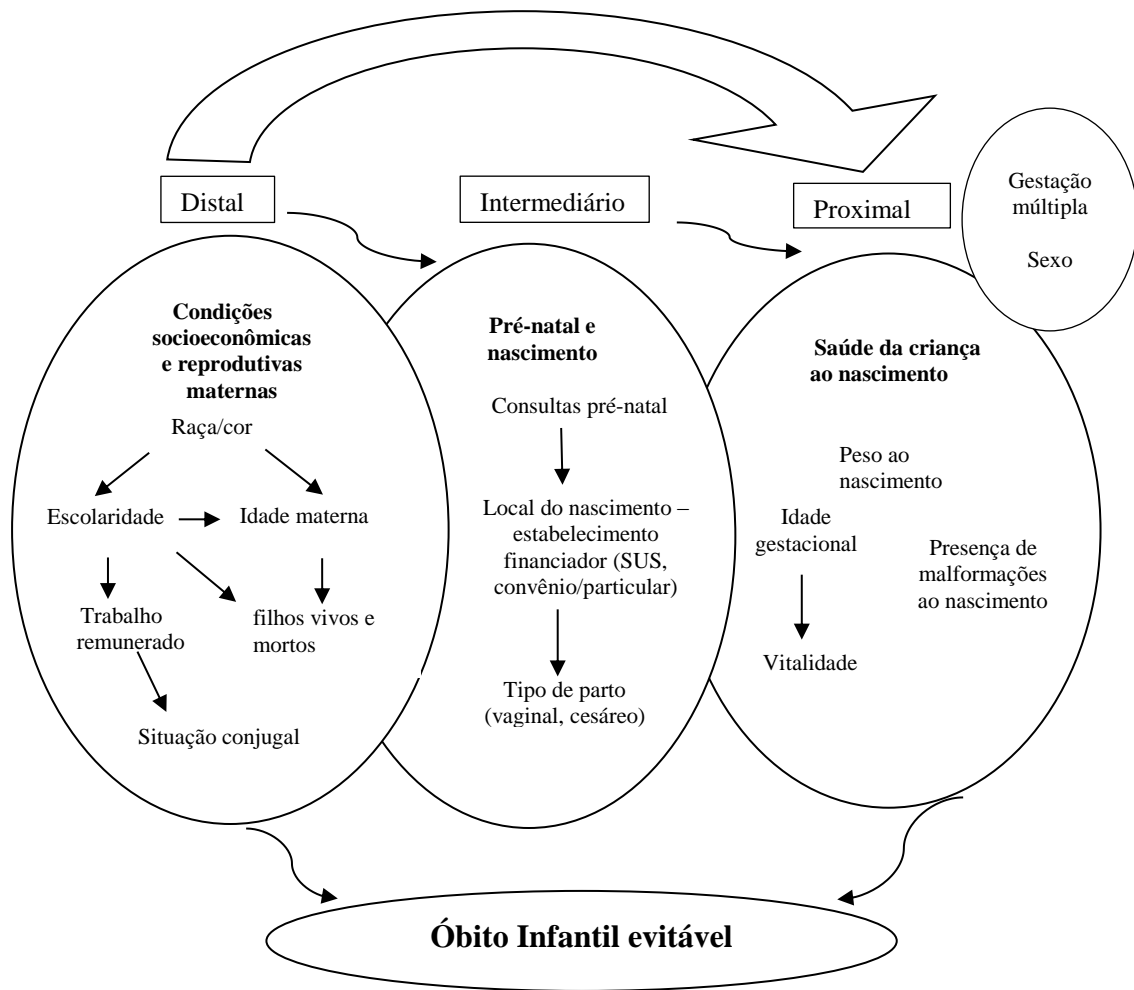 Distal
Intermediário
Proximal
Gestação
múltipla
Sexo
Condições
socioeconômicas
e reprodutivas
maternas
Raça/cor
Escolaridade
Idade materna
Trabalho
remunerado
filhos vivos e
mortos
Situação conjugal
Pré-natal e
nascimento
Consultas pré-natal
Local do nascimento –
estabelecimento
financiador (SUS,
convênio/particular)
Tipo de parto
(vaginal, cesáreo)
Saúde da criança
ao nascimento
Peso ao
nascimento
Idade
gestacional
Presença de
malformações
ao nascimento
Vitalidade
Óbito Infantil evitável